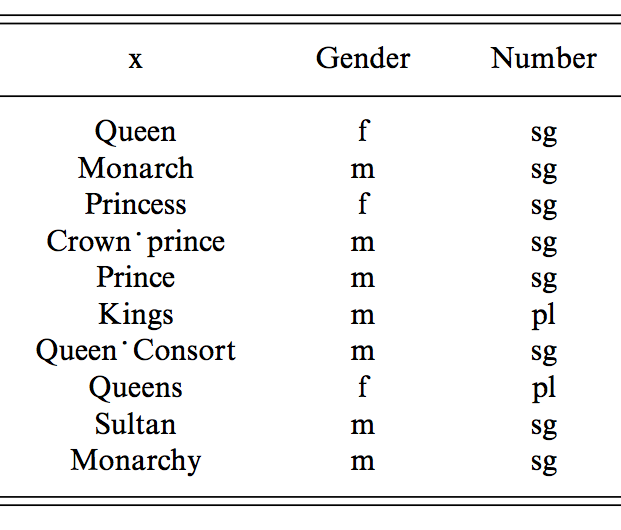 x Gender Number
Queen f sg
Monarch m sg
Princess f sg
Crown˙prince m sg
Prince m sg
Kings m pl
Queen˙Consort m sg
Queens f pl
Sultan m sg
Monarchy m sg